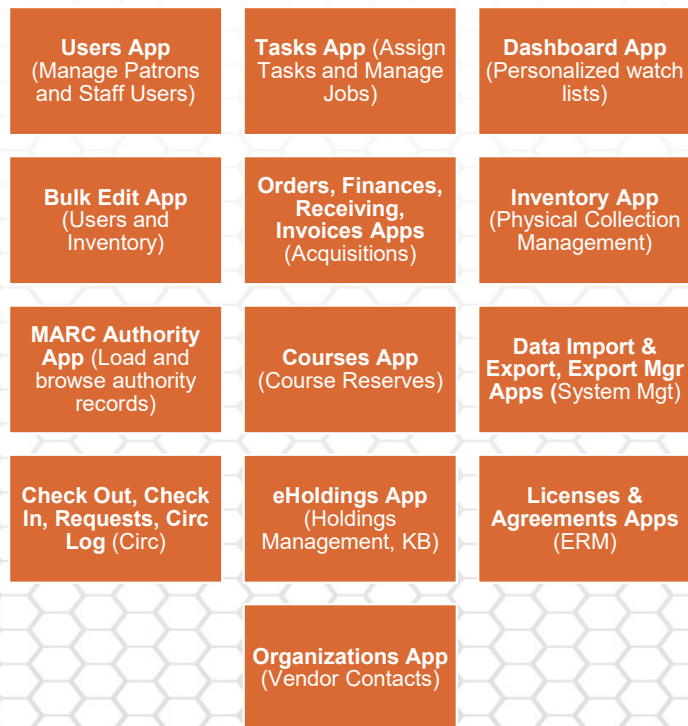 Users App
(Manage Patrons
and Staff Users)
Tasks App (Assign
Tasks and Manage
Jobs)
Dashboard App
(Personalized watch
lists)
Bulk Edit App
(Users and
Inventory)
Orders, Finances,
Receiving,
Invoices Apps
(Acquisitions)
Inventory App
(Physical Collection
Management)
MARC Authority
App (Load and
browse authority
records)
Courses App
(Course Reserves)
Data Import &
Export, Export Mgr
Apps (System Mgt)
Check Out, Check
In, Requests, Circ
Log (Circ)
eHoldings App
(Holdings
Management, KB)
Licenses &
Agreements Apps
(ERM)
Organizations App
(Vendor Contacts)